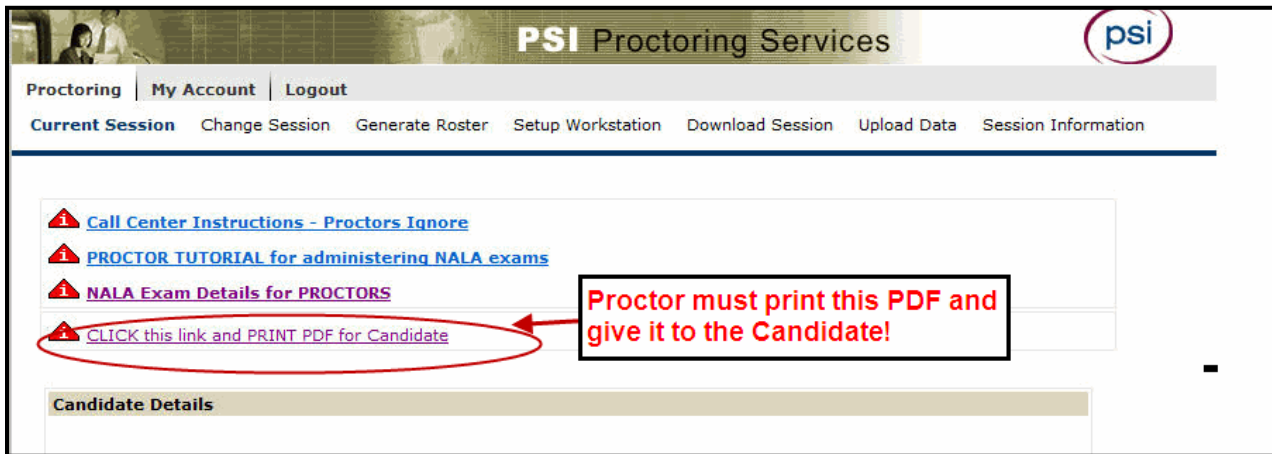 PSI Proctoring Services
psi
Proctoring My Account Logout
Current Session Change Session Generate Roster Setup Workstation Download Session Upload Data Session Information
Call Center Instructions - Proctors Ignore
PROCTOR TUTORIAL for administering NALA exams
NALA Exam Details for PROCTORS
CLICK this link and PRINT PDF for Candidate
Proctor must print this PDF and
give it to the Candidate!
Candidate Details